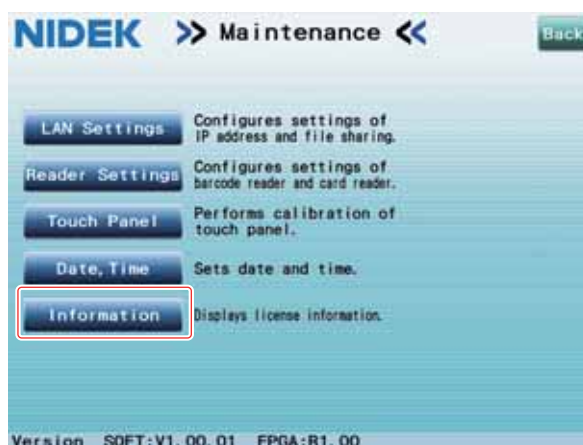 NIDEK >> Maintenance <<
Back
LAN Settings
Configures settings of
IP address and file sharing.
Reader Settings
Configures settings of
barcode reader and card reader.
Touch Panel
Performs calibration of
touch panel.
Date, Time
Sets date and time.
Information
Displays license information.
Version SOFT:V1.00.01 FPGA:R1.00